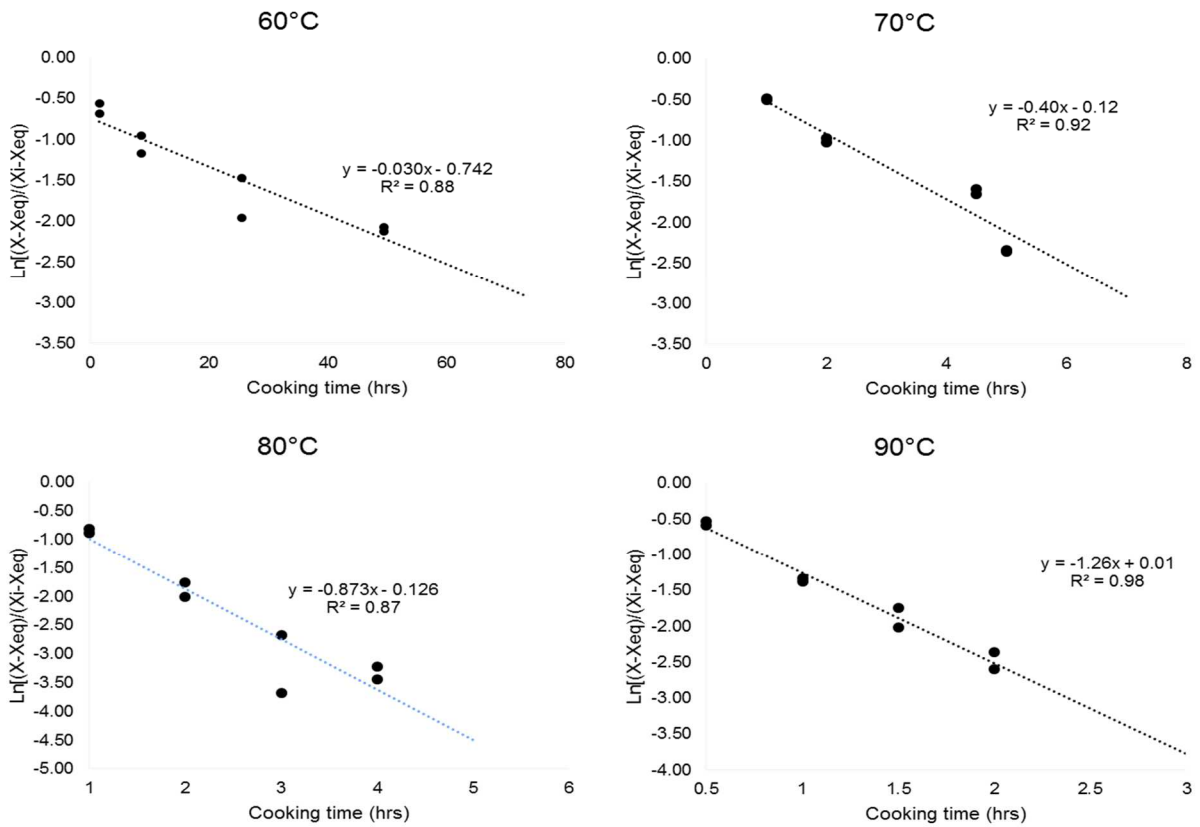 60°C
0.00
-0.50
-1.00
-1.50
-2.00
-2.50
-3.00
-3.50
Ln[(X-Xeq)/(Xi-Xeq)
y = -0.030x - 0.742
R² = 0.88
0 20 40 60 80
Cooking time (hrs)
70°C
0.00
-0.50
-1.00
-1.50
-2.00
-2.50
-3.00
-3.50
Ln[(X-Xeq)/(Xi-Xeq)
y = -0.40x - 0.12
R² = 0.92
0 2 4 6 8
Cooking time (hrs)
80°C
0.00
-0.50
-1.00
-1.50
-2.00
-2.50
-3.00
-3.50
-4.00
-4.50
-5.00
Ln[(X-Xeq)/(Xi-Xeq)
y = -0.873x - 0.126
R² = 0.87
1 2 3 4 5 6
Cooking time (hrs)
90°C
0.00
-0.50
-1.00
-1.50
-2.00
-2.50
-3.00
-3.50
-4.00
Ln[(X-Xeq)/(Xi-Xeq)
y = -1.26x + 0.01
R² = 0.98
0.5 1 1.5 2 2.5 3
Cooking time (hrs)